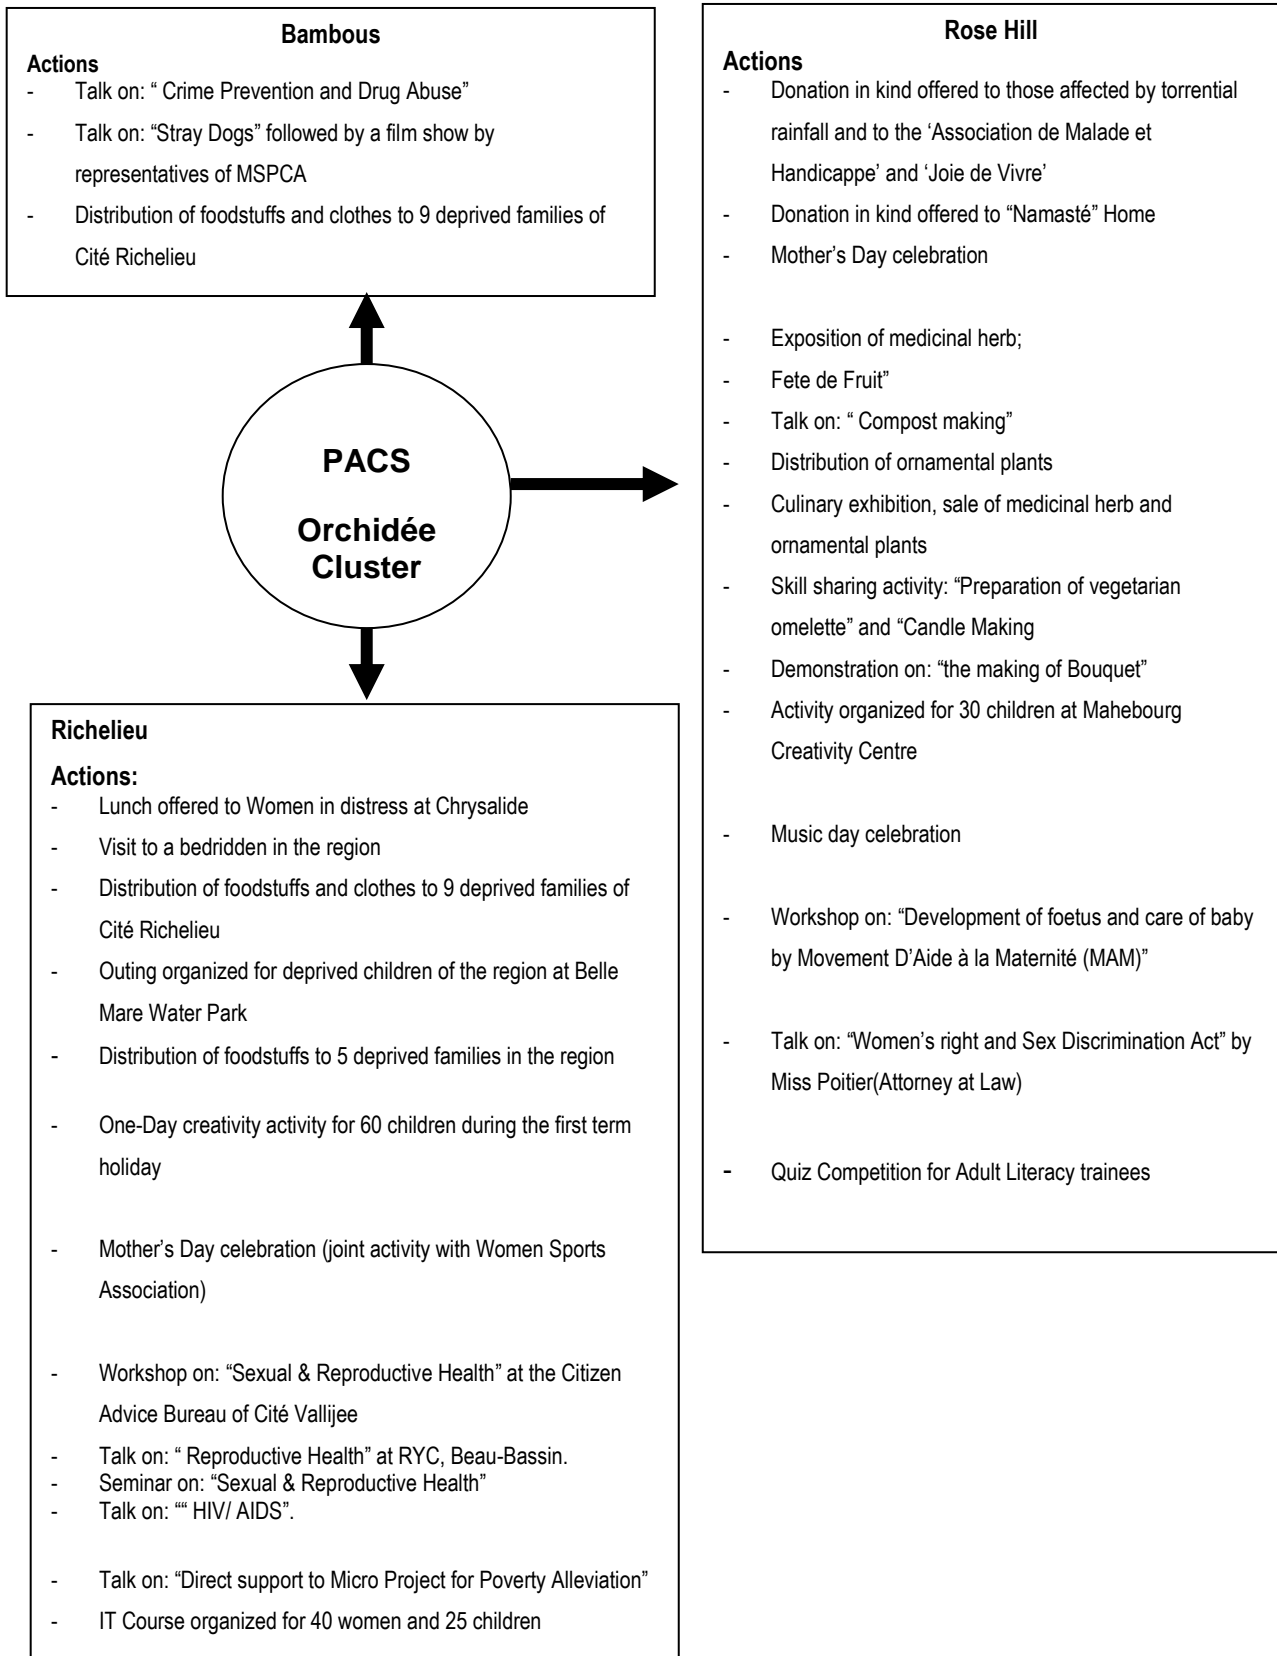 Bambous
Actions
- Talk on: “ Crime Prevention and Drug Abuse”
- Talk on: “Stray Dogs” followed by a film show by
representatives of MSPCA
- Distribution of foodstuffs and clothes to 9 deprived families of
Cité Richelieu
PACS
Orchidée
Cluster
Richelieu
Actions:
- Lunch offered to Women in distress at Chrysalide
- Visit to a bedridden in the region
- Distribution of foodstuffs and clothes to 9 deprived families of
Cité Richelieu
- Outing organized for deprived children of the region at Belle
Mare Water Park
- Distribution of foodstuffs to 5 deprived families in the region
- One-Day creativity activity for 60 children during the first term
holiday
- Mother’s Day celebration (joint activity with Women Sports
Association)
- Workshop on: “Sexual & Reproductive Health” at the Citizen
Advice Bureau of Cité Vallijee
- Talk on: “ Reproductive Health” at RYC, Beau-Bassin.
- Seminar on: “Sexual & Reproductive Health”
- Talk on: ““ HIV/ AIDS”.
- Talk on: “Direct support to Micro Project for Poverty Alleviation”
- IT Course organized for 40 women and 25 children
Rose Hill
Actions
- Donation in kind offered to those affected by torrential
rainfall and to the ‘Association de Malade et
Handicappe’ and ‘Joie de Vivre’
- Donation in kind offered to “Namasté” Home
- Mother’s Day celebration
- Exposition of medicinal herb;
- Fete de Fruit”
- Talk on: “ Compost making”
- Distribution of ornamental plants
- Culinary exhibition, sale of medicinal herb and
ornamental plants
- Skill sharing activity: “Preparation of vegetarian
omelette” and “Candle Making
- Demonstration on: “the making of Bouquet”
- Activity organized for 30 children at Mahebourg
Creativity Centre
- Music day celebration
- Workshop on: “Development of foetus and care of baby
by Movement D’Aide à la Maternité (MAM)”
- Talk on: “Women’s right and Sex Discrimination Act” by
Miss Poitier(Attorney at Law)
- Quiz Competition for Adult Literacy trainees